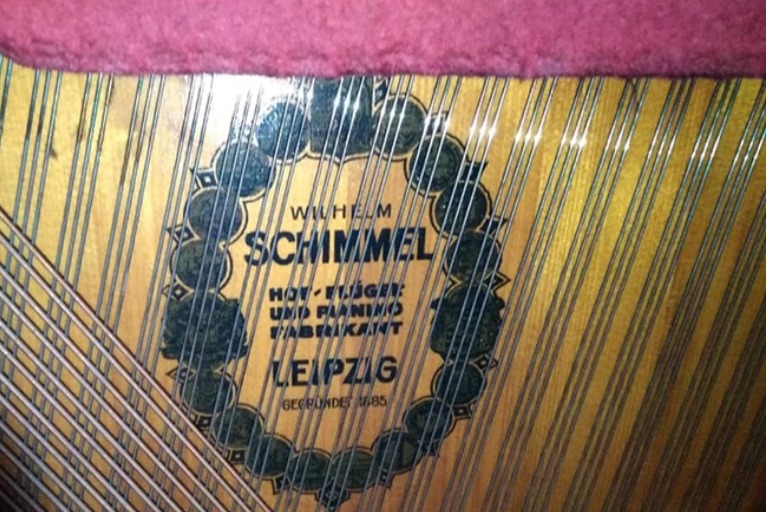 WILHELM
SCHIMMEL
HOF-FLÜGEL
UND PIANINO
FABRIKANT
LEIPZIG
GEGRÜNDET 1885